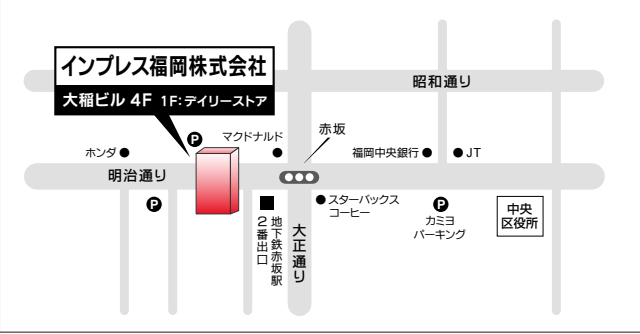 インプレス福岡株式会社
大稲ビル 4F 1F:デイリーストア
昭和通り
P
マクドナルド
赤坂
ホンダ
福岡中央銀行
JT
明治通り
P
地下鉄赤坂駅
2番出口
大正通り
スターバックス
コーヒー
P
カミヨ
パーキング
中央
区役所